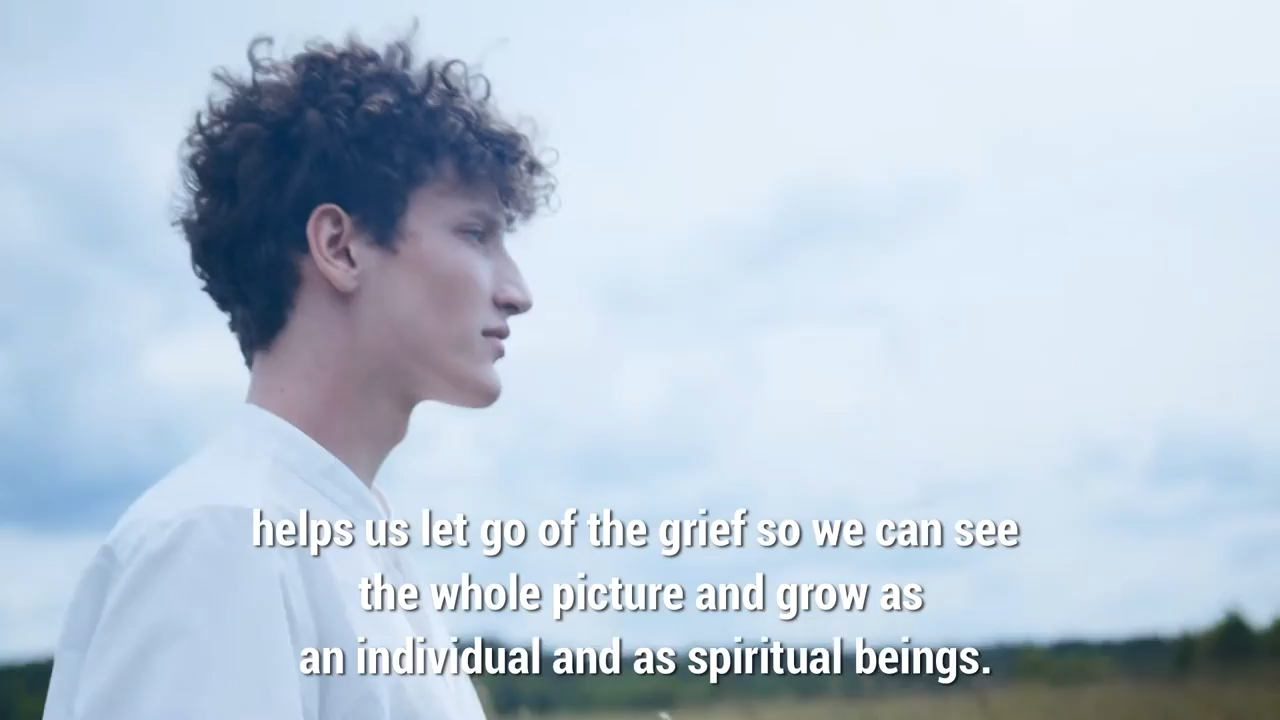 helps us let go of the grief so we can see
the whole picture and grow as
an individual and as spiritual beings.